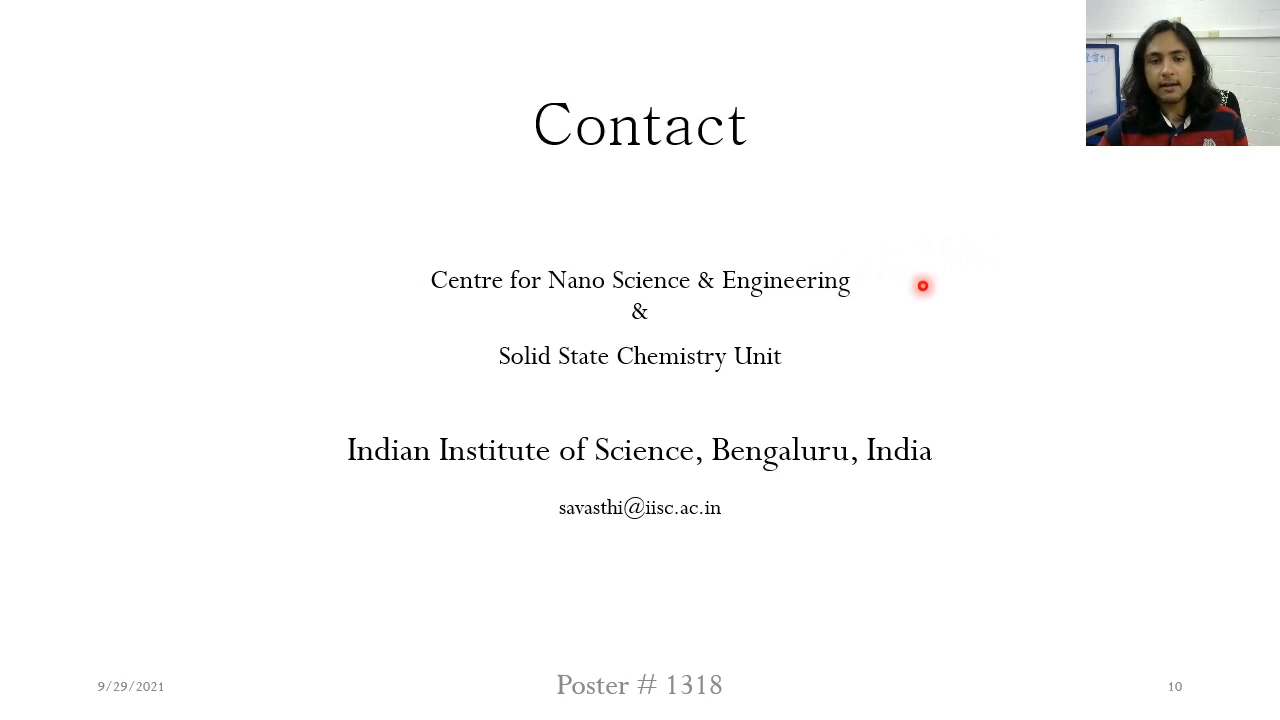 Contact
Centre for Nano Science & Engineering
&
Solid State Chemistry Unit
Indian Institute of Science, Bengaluru, India
savasthi@iisc.ac.in
9/29/2021
Poster # 1318
10